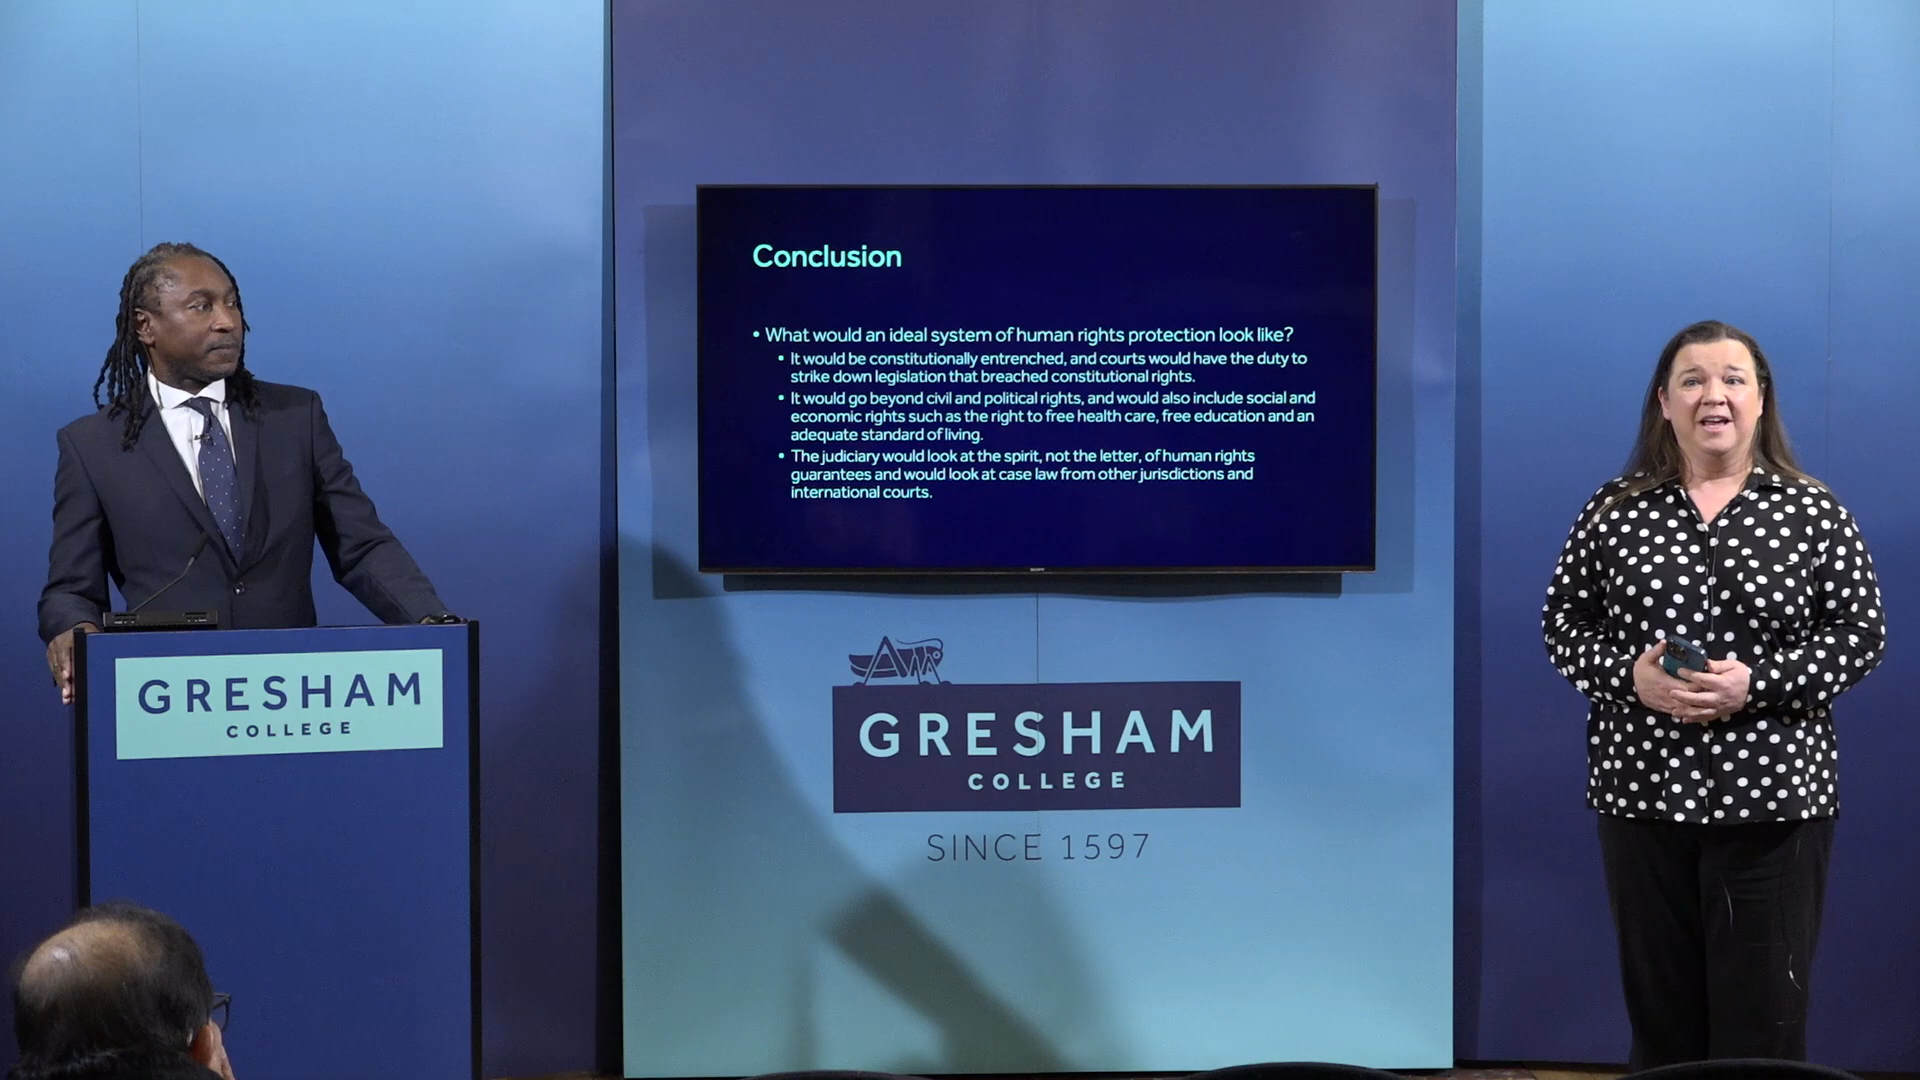 Conclusion
• What would an ideal system of human rights protection look like?
• It would be constitutionally entrenched, and courts would have the duty to
strike down legislation that breached constitutional rights.
• It would go beyond civil and political rights, and would also include social and
economic rights such as the right to free health care, free education and an
adequate standard of living.
• The judiciary would look at the spirit, not the letter, of human rights
guarantees and would look at case law from other jurisdictions and
international courts.
SONY
GRESHAM
COLLEGE
GRESHAM
COLLEGE
SINCE 1597